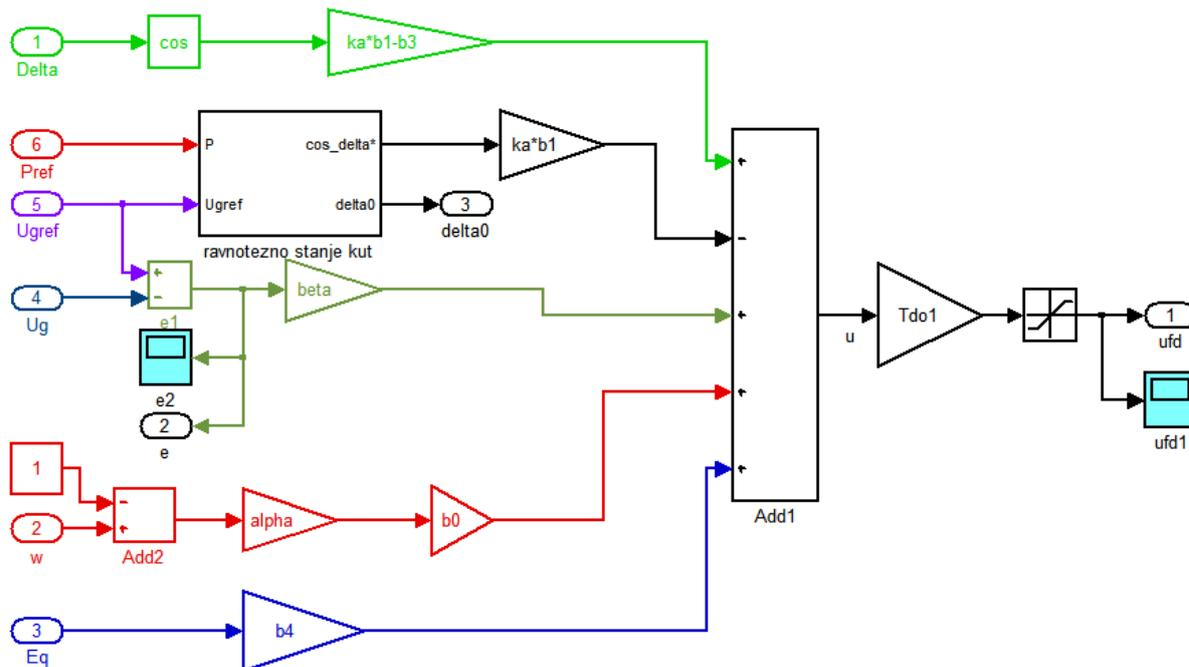 1
Delta
cos
ka*b1-b3
6
Pref
P
cos_delta*
ka*b1
5
Ugref
Ugref
delta0
3
delta0
ravnotezno stanje kut
4
Ug
+
-
e1
beta
e2
2
e
1
2
w
-
+
Add2
alpha
b0
3
Eq
b4
+
-
+
+
+
Add1
u
Tdo1
1
ufd
ufd1